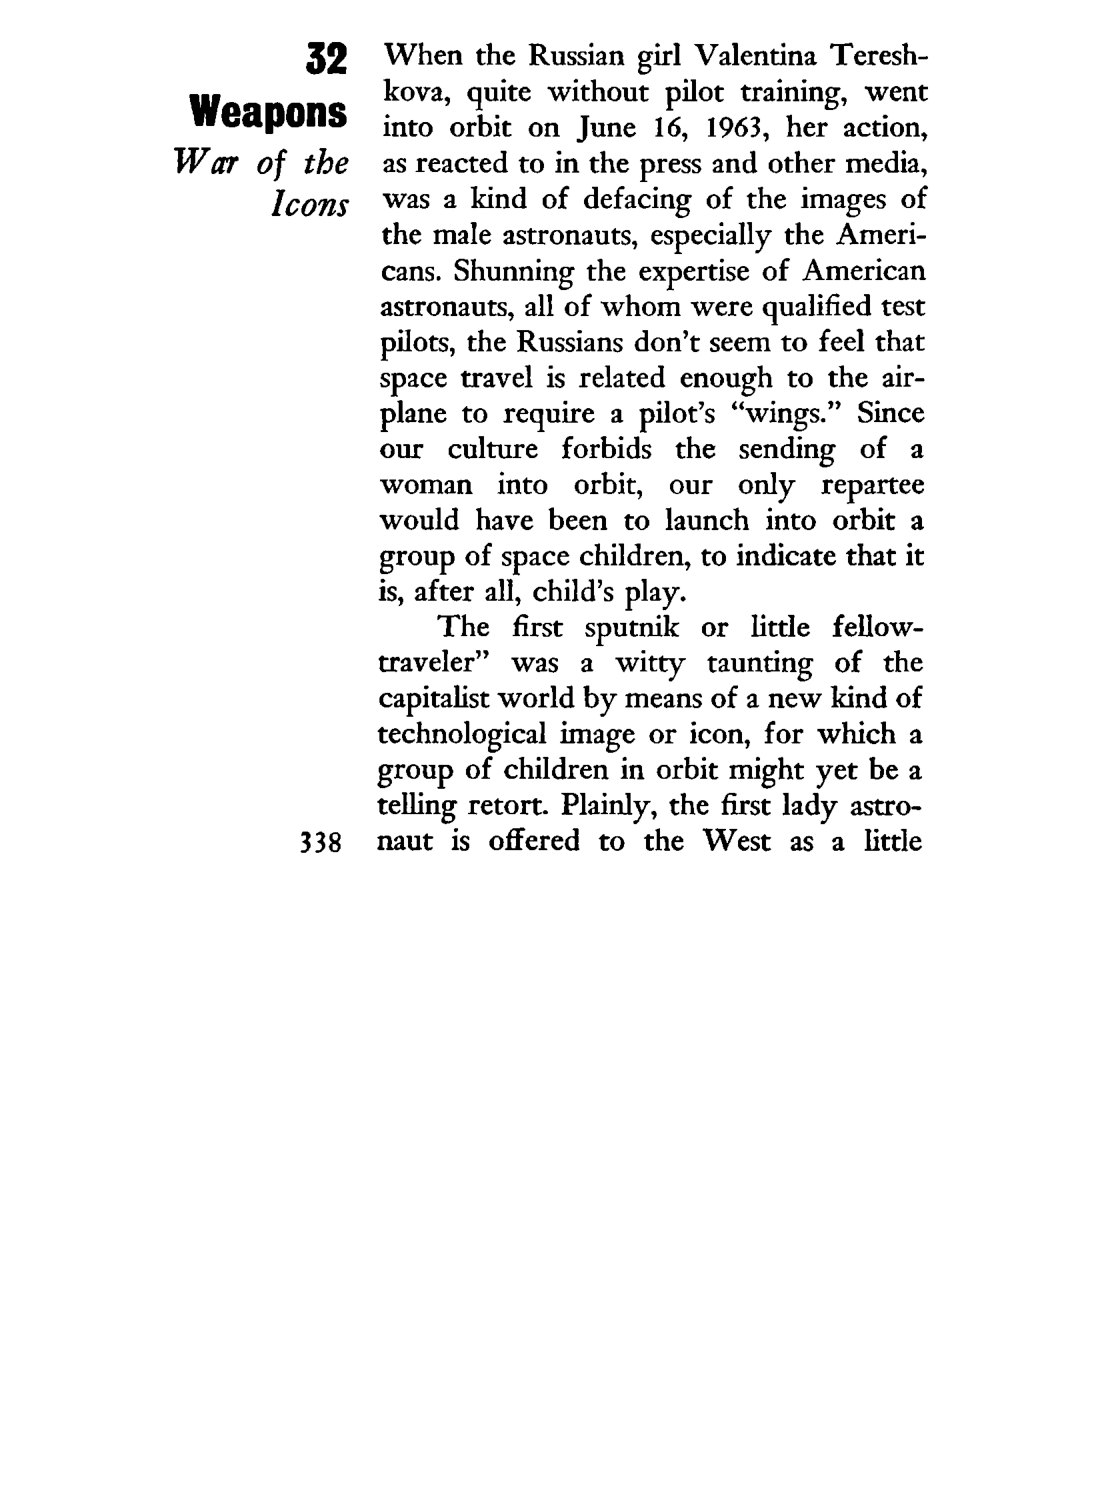 32
Weapons
War of the
Icons
When the Russian girl Valentina Teresh-
kova, quite without pilot training, went
into orbit on June 16, 1963, her action,
as reacted to in the press and other media,
was a kind of defacing of the images of
the male astronauts, especially the Ameri-
cans. Shunning the expertise of American
astronauts, all of whom were qualified test
pilots, the Russians don't seem to feel that
space travel is related enough to the air-
plane to require a pilot's “wings.” Since
our culture forbids the sending of a
woman into orbit, our only repartee
would have been to launch into orbit a
group of space children, to indicate that it
is, after all, child's play.
The first sputnik or little fellow-
traveler” was a witty taunting of the
capitalist world by means of a new kind of
technological image or icon, for which a
group of children in orbit might yet be a
telling retort. Plainly, the first lady astro-
naut is offered to the West as a little
338